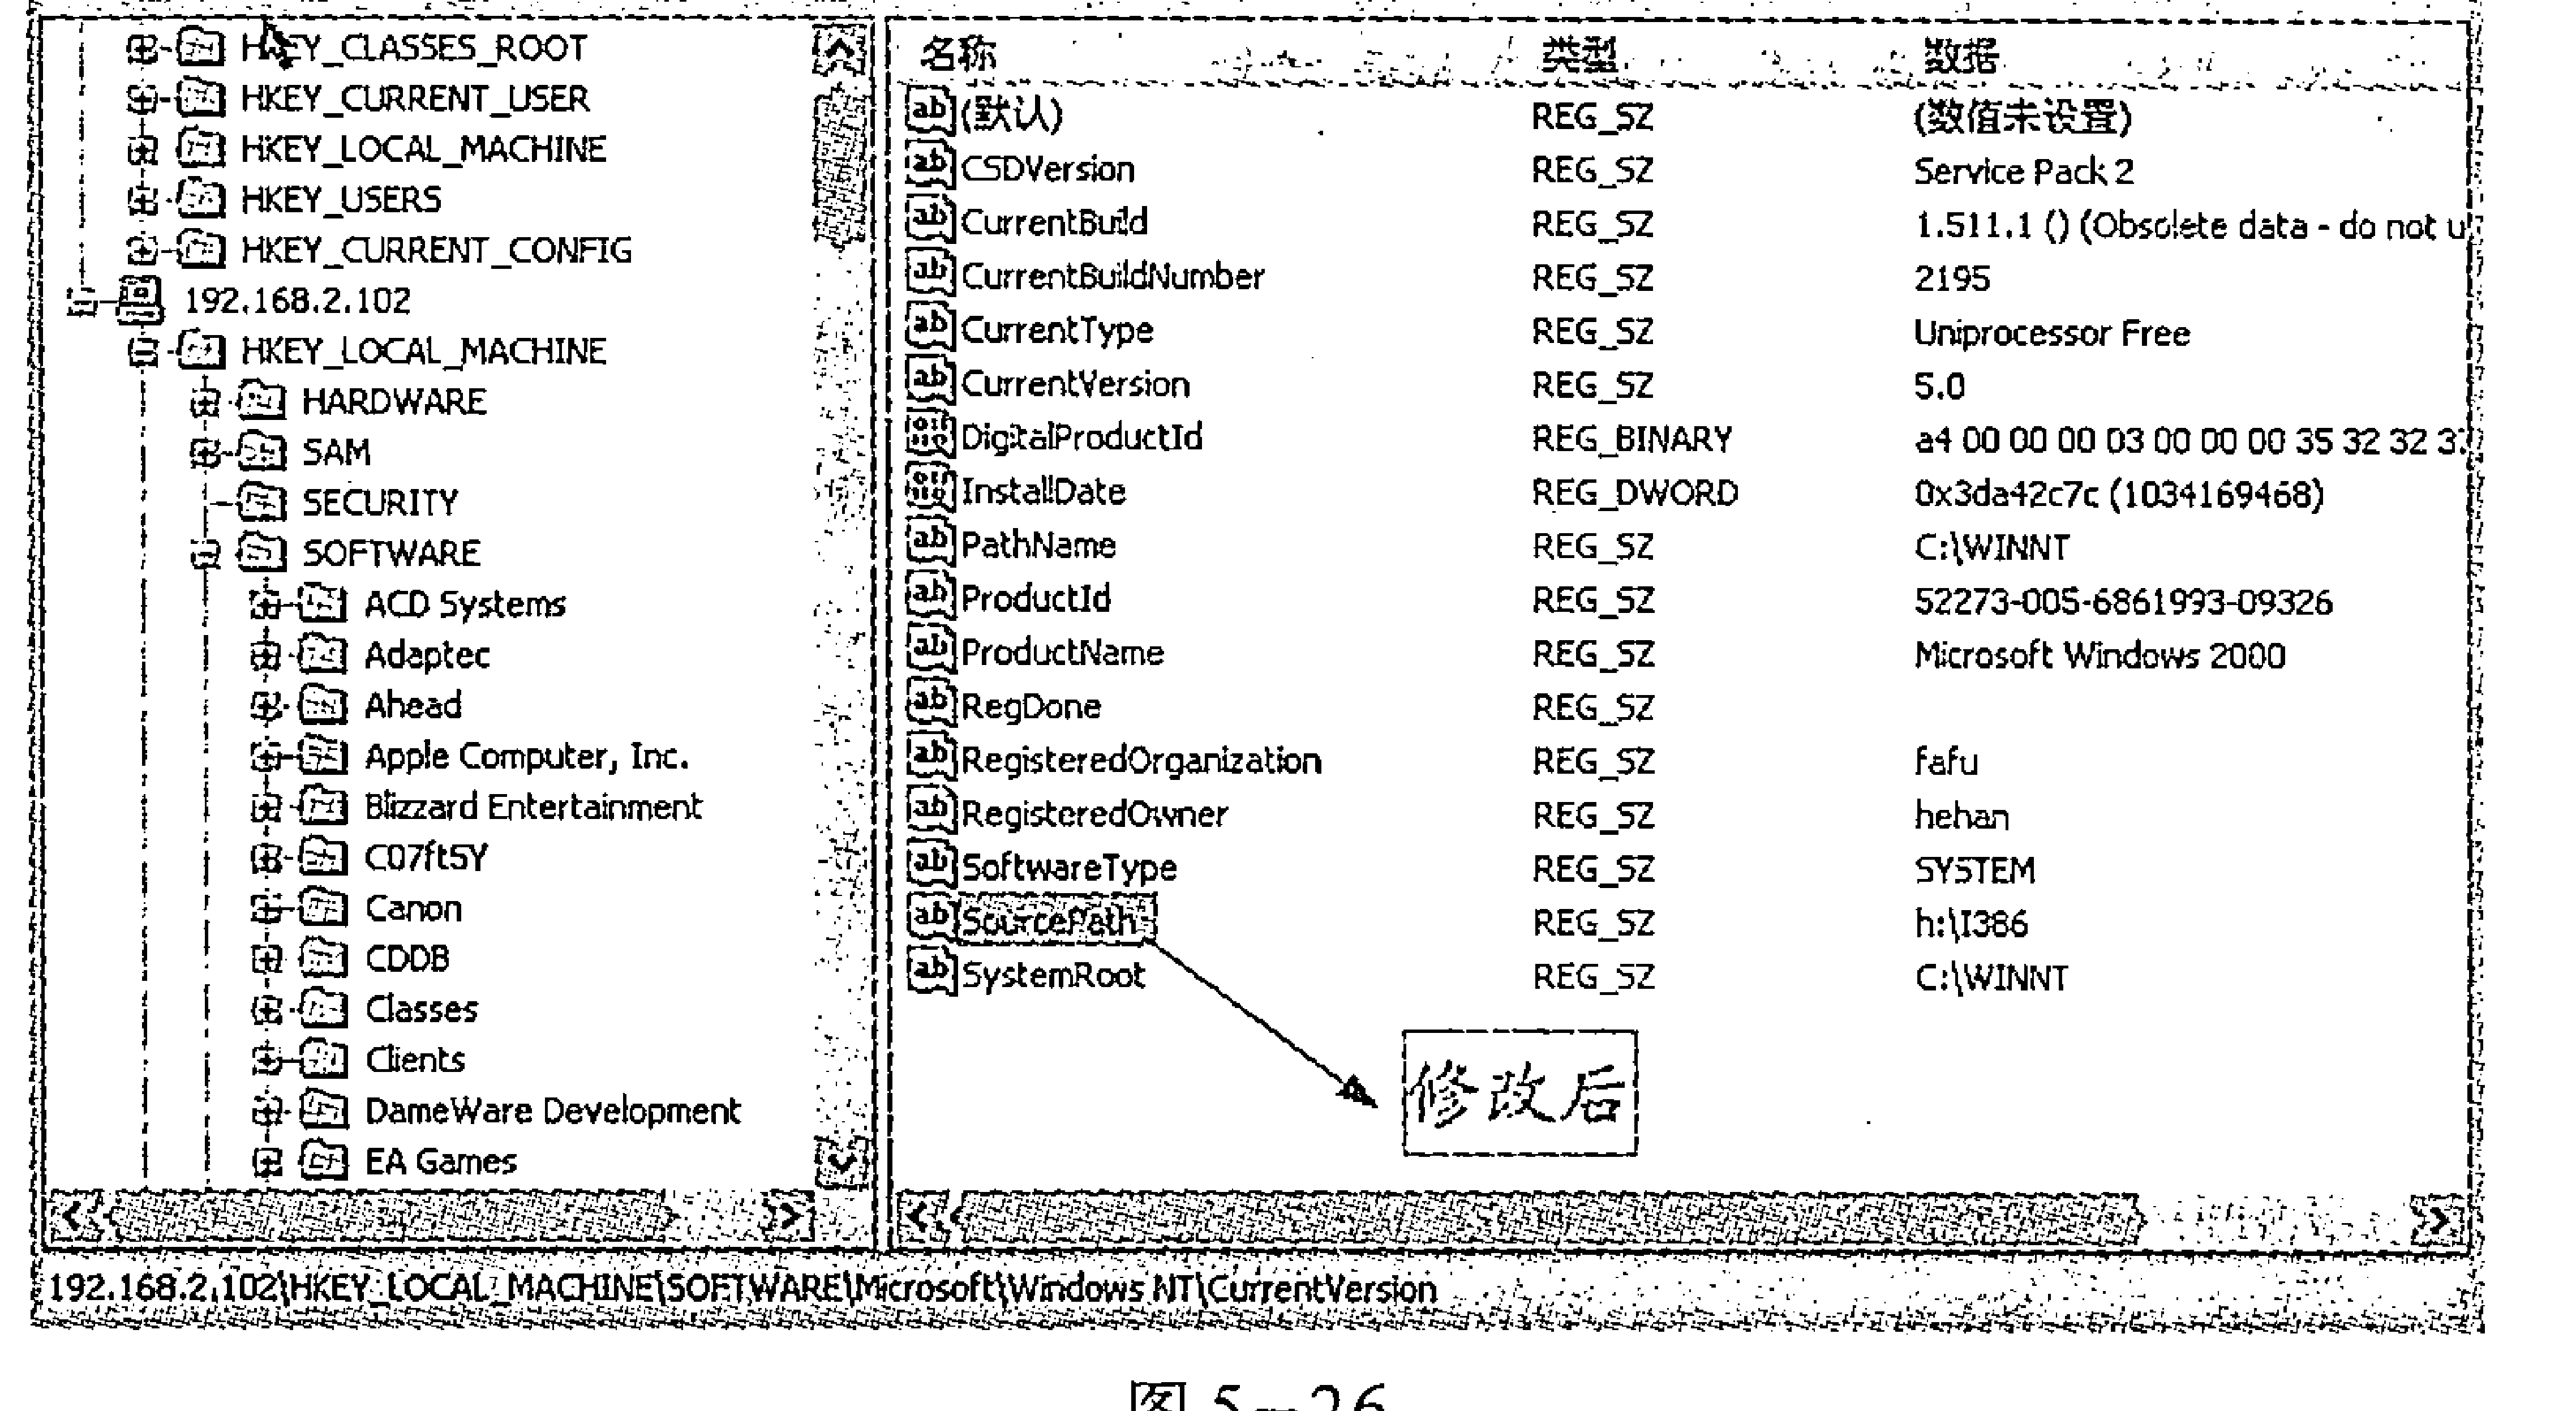 HKEY_CLASSES_ROOT
HKEY_CURRENT_USER
HKEY_LOCAL_MACHINE
HKEY_USERS
HKEY_CURRENT_CONFIG
192.168.2.102
HKEY_LOCAL_MACHINE
HARDWARE
SAM
SECURITY
SOFTWARE
ACD Systems
Adaptec
Ahead
Apple Computer, Inc.
Blizzard Entertainment
C07ft5Y
Canon
CDDB
Classes
Clients
DameWare Development
EA Games
名称 类型 数据
(默认) REG_SZ (数值未设置)
CSDVersion REG_SZ Service Pack 2
CurrentBuild REG_SZ 1.511.1 () (Obsolete data - do not u
CurrentBuildNumber REG_SZ 2195
CurrentType REG_SZ Uniprocessor Free
CurrentVersion REG_SZ 5.0
DigitalProductId REG_BINARY a4 00 00 00 03 00 00 00 35 32 32 3
InstallDate REG_DWORD 0x3da42c7c (1034169468)
PathName REG_SZ C:\WINNT
ProductId REG_SZ 52273-005-6861993-09326
ProductName REG_SZ Microsoft Windows 2000
RegDone REG_SZ
RegisteredOrganization REG_SZ fafu
RegisteredOwner REG_SZ hehan
SoftwareType REG_SZ SYSTEM
SourcePath REG_SZ h:\I386
SystemRoot REG_SZ C:\WINNT
修改后
192.168.2.102\HKEY_LOCAL_MACHINE\SOFTWARE\Microsoft\Windows NT\CurrentVersion
图 5-26